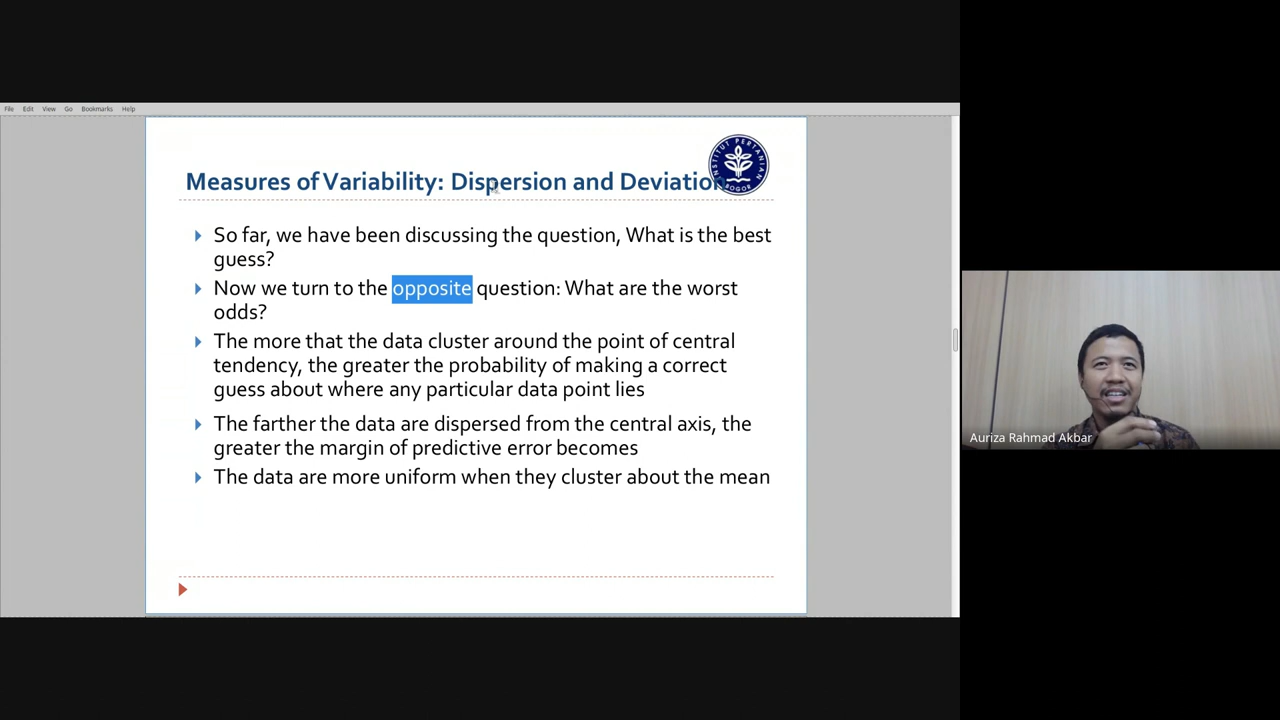 File Edit View Go Bookmarks Help
INSTITUT PERTANIAN
BOGOR
Measures of Variability: Dispersion and Deviation
So far, we have been discussing the question, What is the best
guess?
Now we turn to the opposite question: What are the worst
odds?
The more that the data cluster around the point of central
tendency, the greater the probability of making a correct
guess about where any particular data point lies
The farther the data are dispersed from the central axis, the
greater the margin of predictive error becomes
The data are more uniform when they cluster about the mean
Auriza Rahmad Akbar